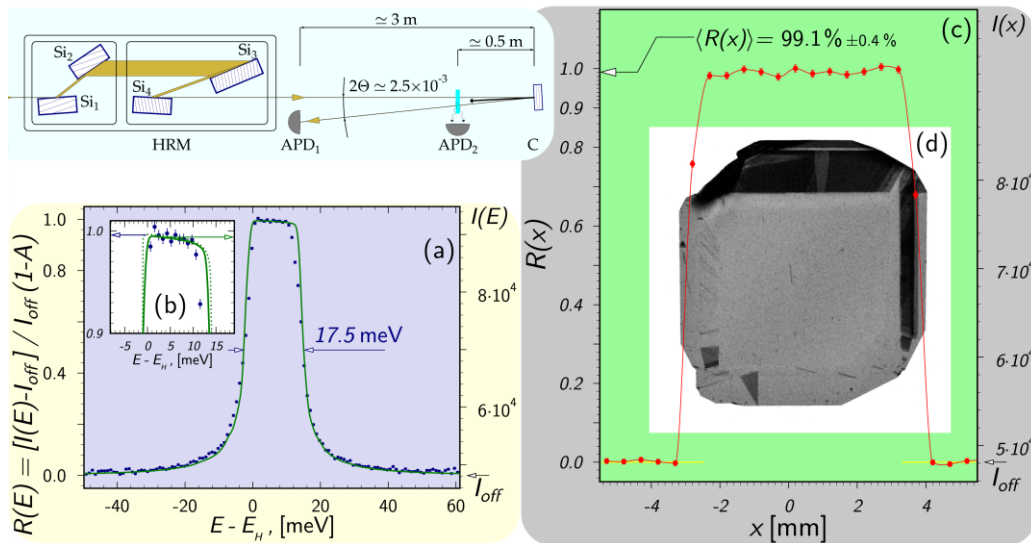 ≃ 3 m
≃ 0.5 m
Si₂
Si₃
Si₁
Si₄
2Θ ≃ 2.5×10⁻³
HRM
APD₁
APD₂
C
(a)
I(E)
1.0
0.8
0.4
0.2
0.0
8·10⁴
6·10⁴
I_off
17.5 meV
R(E) = [I(E)-I_off] / I_off (1-A)
-40
-20
0
20
40
60
E - E_H , [meV]
(b)
1.0
0.9
-5
0
5
10
15
E - E_H , [meV]
(c)
I(x)
⟨R(x)⟩ = 99.1% ±0.4 %
(d)
R(x)
1.0
0.9
0.8
0.6
0.4
0.2
0.0
8·10⁴
7·10⁴
6·10⁴
5·10⁴
I_off
-4
-2
0
2
4
x [mm]